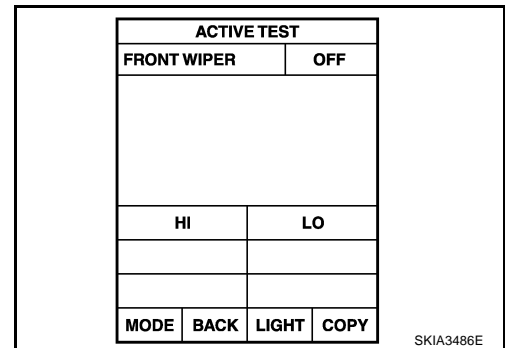 ACTIVE TEST
FRONT WIPER OFF
HI LO
MODE BACK LIGHT COPY
SKIA3486E